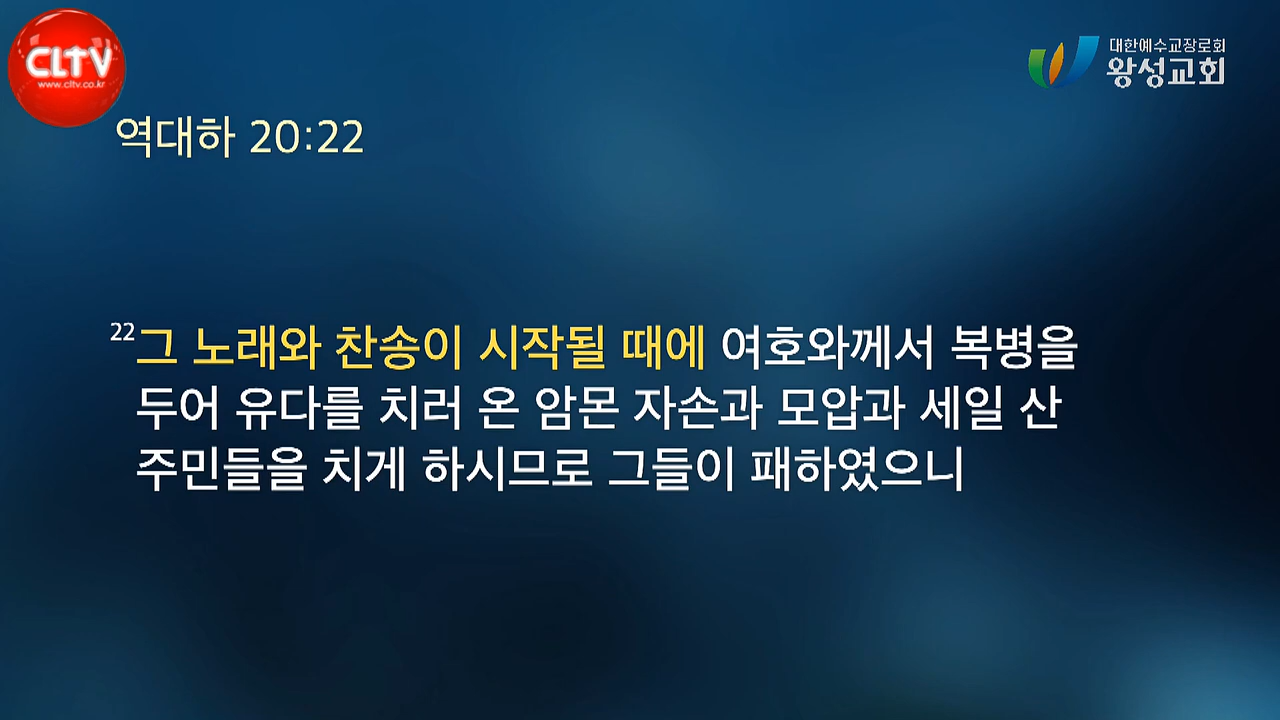 CLTV
www.cltv.co.kr
대한예수교장로회
왕성교회
역대하 20:22
22그 노래와 찬송이 시작될 때에 여호와께서 복병을
두어 유다를 치러 온 암몬 자손과 모압과 세일 산
주민들을 치게 하시므로 그들이 패하였으니